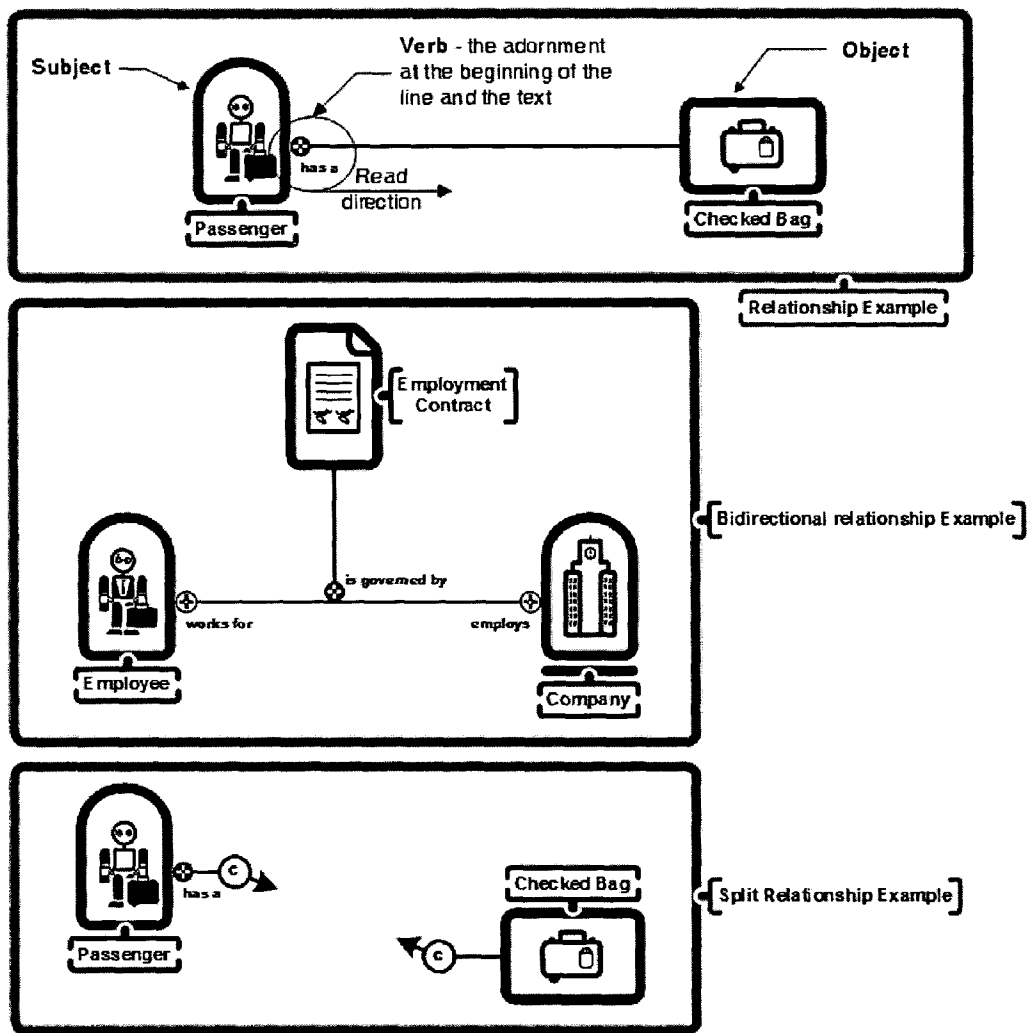 Subject
Verb - the adornment
at the beginning of the
line and the text
Object
has a
Read
direction
Passenger
Checked Bag
Relationship Example
Employment
Contract
Bidirectional relationship Example
is governed by
works for
employs
Employee
Company
has a
C
Checked Bag
Split Relationship Example
Passenger
C